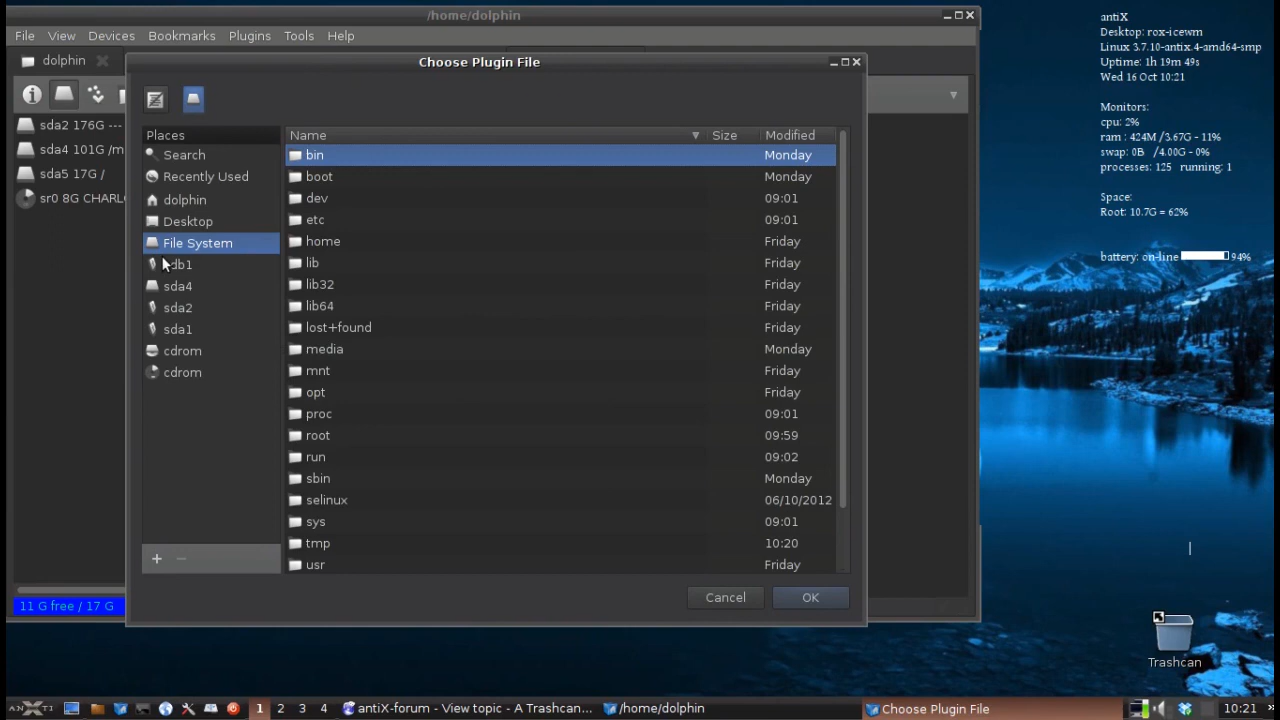 /home/dolphin
File View Devices Bookmarks Plugins Tools Help
dolphin
Choose Plugin File
sda2 176G ---
sda4 101G /m
sda5 17G /
sr0 8G CHARL
11 G free / 17 G
Places
Search
Recently Used
dolphin
Desktop
File System
db1
sda4
sda2
sda1
cdrom
cdrom
+ −
Name Size Modified
bin Monday
boot Monday
dev 09:01
etc 09:01
home Friday
lib Friday
lib32 Friday
lib64 Friday
lost+found Friday
media Monday
mnt Friday
opt Friday
proc 09:01
root 09:59
run 09:02
sbin Monday
selinux 06/10/2012
sys 09:01
tmp 10:20
usr Friday
Cancel OK
antiX
Desktop: rox-icewm
Linux 3.7.10-antix.4-amd64-smp
Uptime: 1h 19m 49s
Wed 16 Oct 10:21
Monitors:
cpu: 2%
ram : 424M /3.67G - 11%
swap: 0B /4.00G - 0%
processes: 125 running: 1
Space:
Root: 10.7G = 62%
battery: on-line 94%
Trashcan
antiX 1 2 3 4 antiX-forum - View topic - A Trashcan... /home/dolphin Choose Plugin File 10:21 »